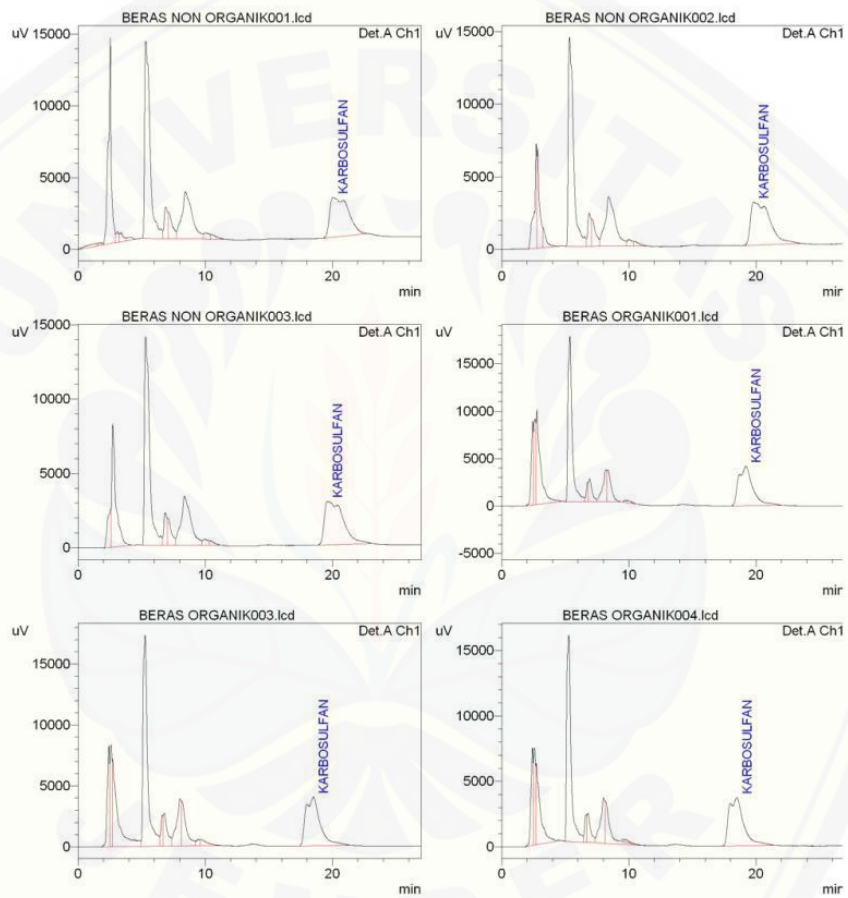 BERAS NON ORGANIK001.lcd
uV
Det.A Ch1
15000
10000
5000
0
KARBOSULFAN
0 10 20
min
BERAS NON ORGANIK002.lcd
uV
Det.A Ch1
15000
10000
5000
0
KARBOSULFAN
0 10 20
min
BERAS NON ORGANIK003.lcd
uV
Det.A Ch1
15000
10000
5000
0
KARBOSULFAN
0 10 20
min
BERAS ORGANIK001.lcd
uV
Det.A Ch1
15000
10000
5000
0
-5000
KARBOSULFAN
0 10 20
min
BERAS ORGANIK003.lcd
uV
Det.A Ch1
15000
10000
5000
0
KARBOSULFAN
0 10 20
min
BERAS ORGANIK004.lcd
uV
Det.A Ch1
15000
10000
5000
0
KARBOSULFAN
0 10 20
min
UNIVERSITAS